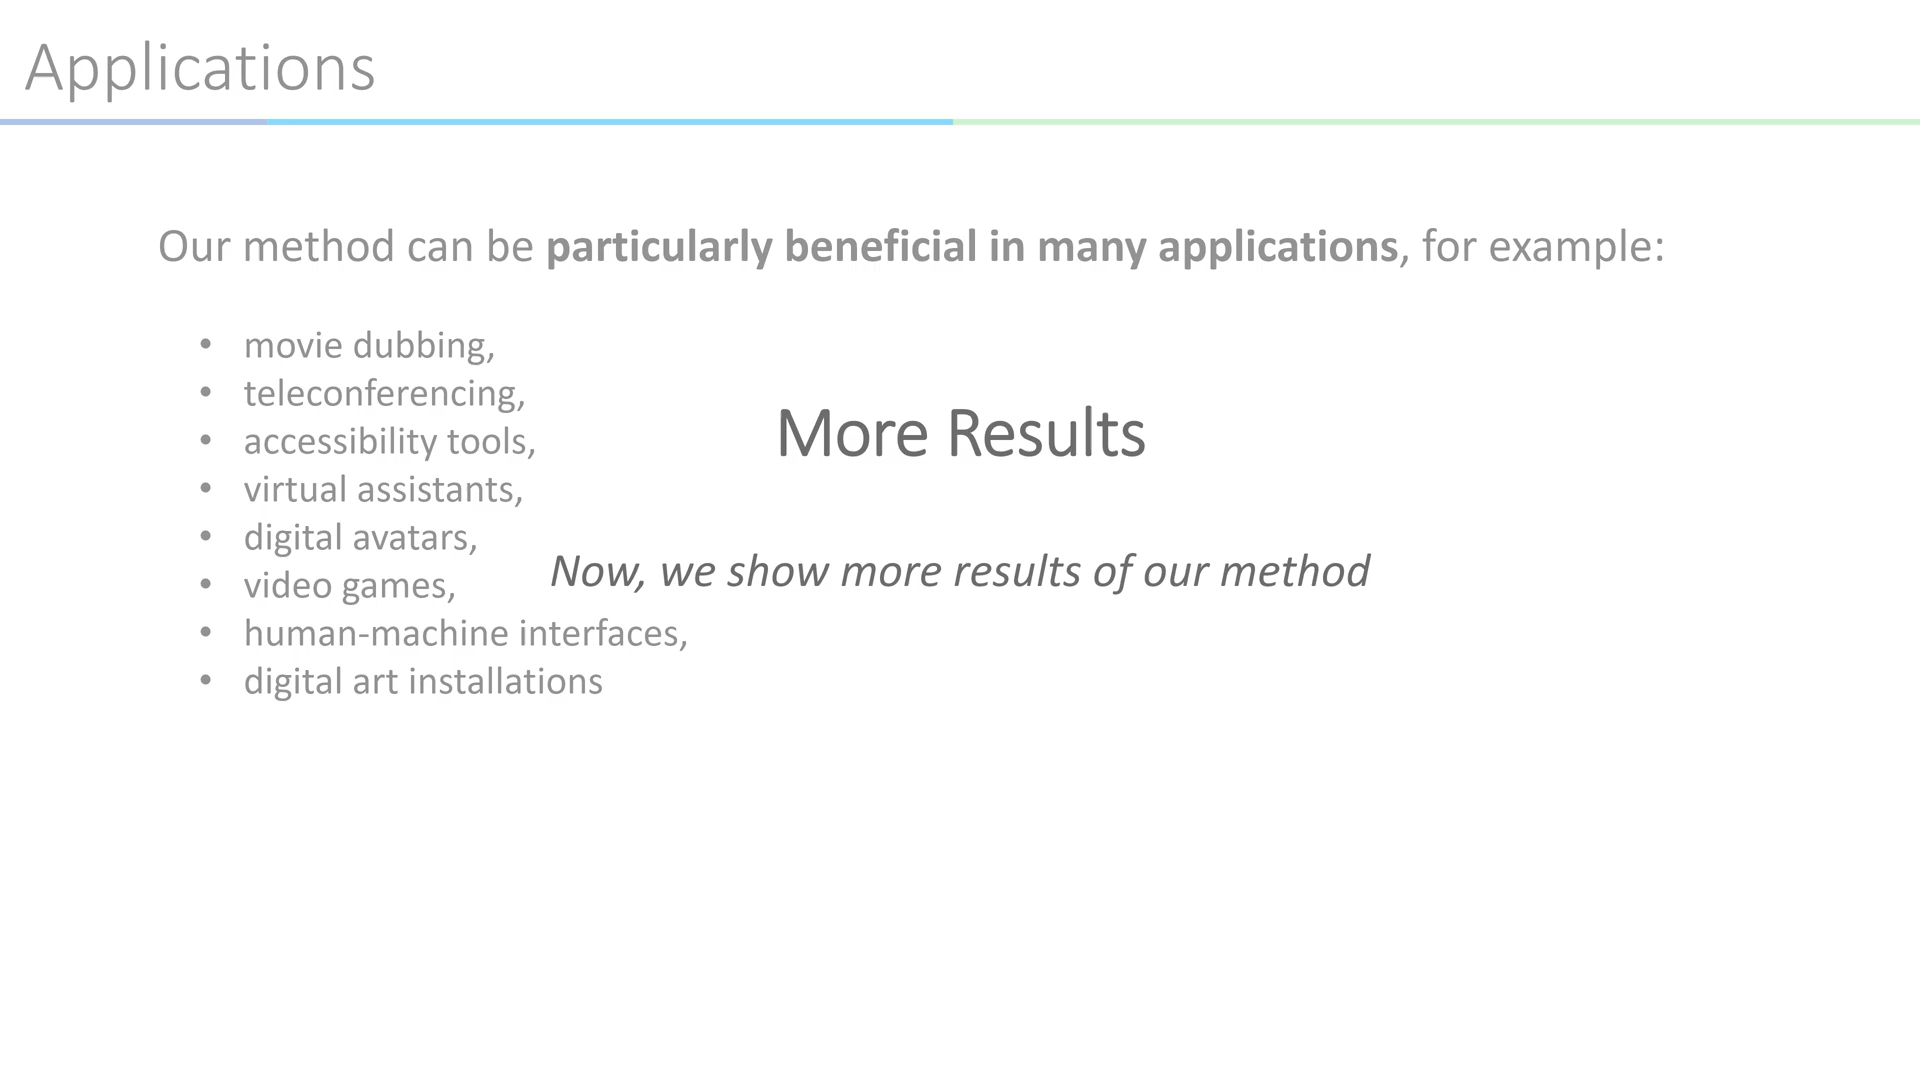 Applications
Our method can be particularly beneficial in many applications, for example:
• movie dubbing,
• teleconferencing,
• accessibility tools,
• virtual assistants,
• digital avatars,
• video games,
• human-machine interfaces,
• digital art installations
More Results
Now, we show more results of our method